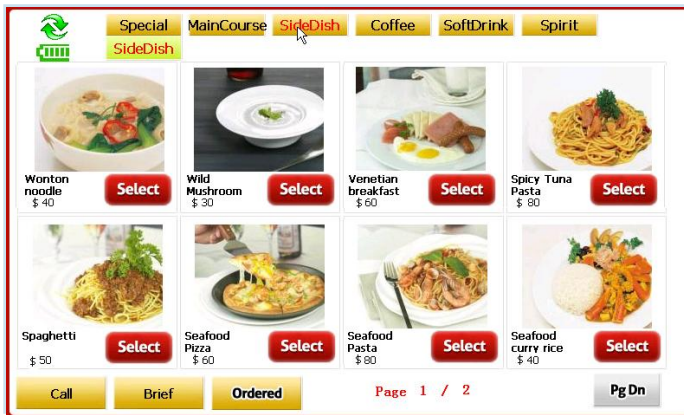 Special MainCourse SideDish Coffee SoftDrink Spirit
SideDish
Wonton
noodle
$ 40
Select
Wild
Mushroom
$ 30
Select
Venetian
breakfast
$ 60
Select
Spicy Tuna
Pasta
$ 80
Select
Spaghetti
$ 50
Select
Seafood
Pizza
$ 60
Select
Seafood
Pasta
$ 80
Select
Seafood
curry rice
$ 40
Select
Call Brief Ordered Page 1 / 2 Pg Dn